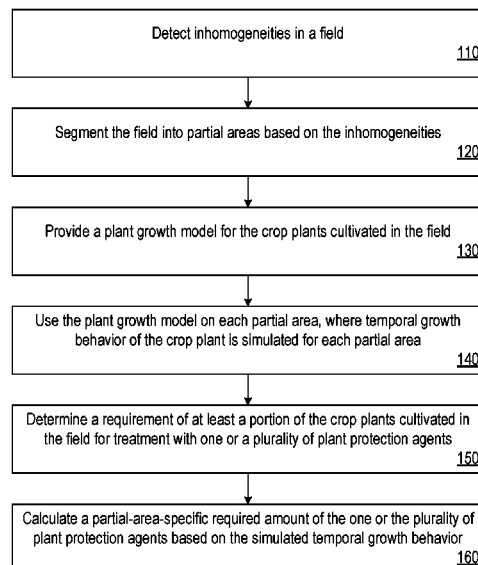 Detect inhomogeneities in a field
110
Segment the field into partial areas based on the inhomogeneities
120
Provide a plant growth model for the crop plants cultivated in the field
130
Use the plant growth model on each partial area, where temporal growth
behavior of the crop plant is simulated for each partial area
140
Determine a requirement of at least a portion of the crop plants cultivated in
the field for treatment with one or a plurality of plant protection agents
150
Calculate a partial-area-specific required amount of the one or the plurality of
plant protection agents based on the simulated temporal growth behavior
160